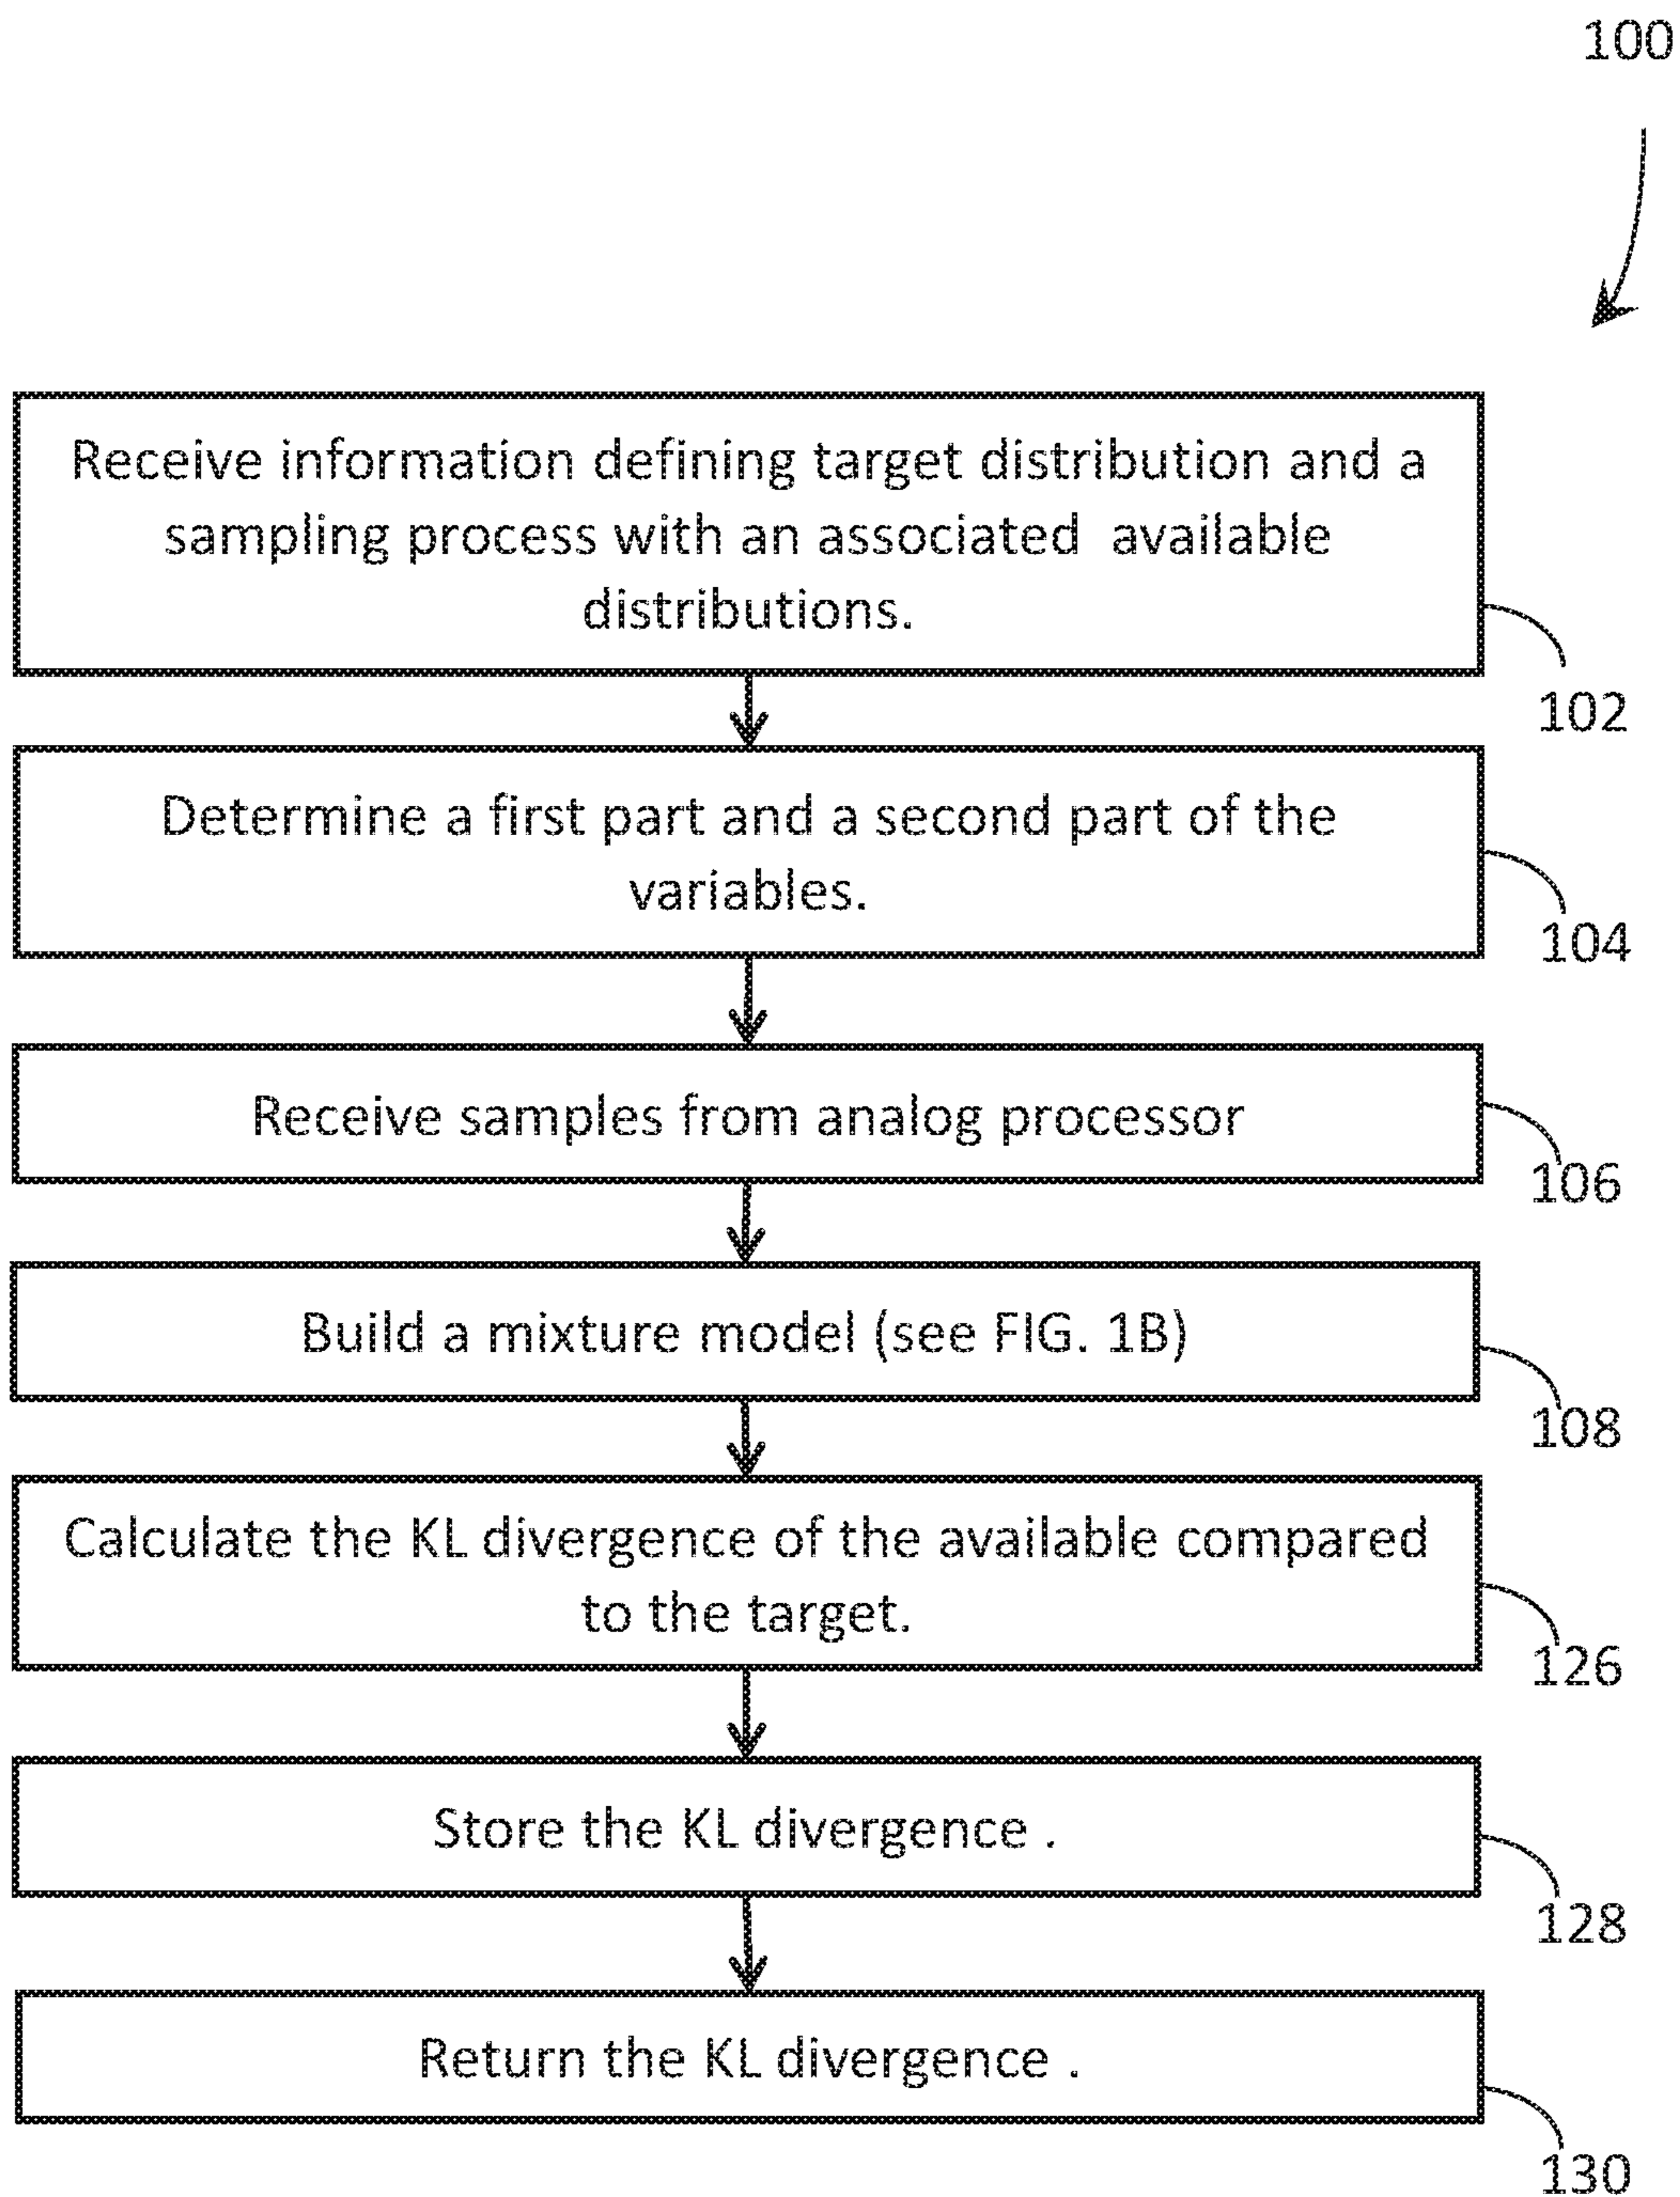 100
Receive information defining target distribution and a
sampling process with an associated available
distributions.
102
Determine a first part and a second part of the
variables.
104
Receive samples from analog processor
106
Build a mixture model (see FIG. 1B)
108
Calculate the KL divergence of the available compared
to the target.
126
Store the KL divergence .
128
Return the KL divergence .
130